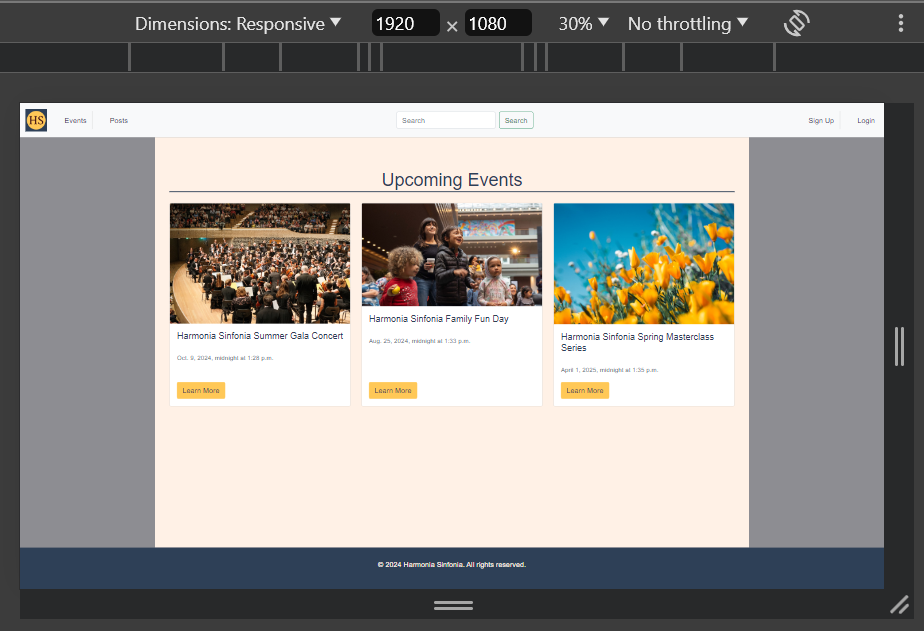 Dimensions: Responsive 1920 × 1080 30% No throttling
HS Events Posts Search Search Sign Up Login
Upcoming Events
Harmonia Sinfonia Summer Gala Concert
Oct. 9, 2024, midnight at 1:28 p.m.
Learn More
Harmonia Sinfonia Family Fun Day
Aug. 25, 2024, midnight at 1:33 p.m.
Learn More
Harmonia Sinfonia Spring Masterclass
Series
April 1, 2025, midnight at 1:35 p.m.
Learn More
© 2024 Harmonia Sinfonia. All rights reserved.